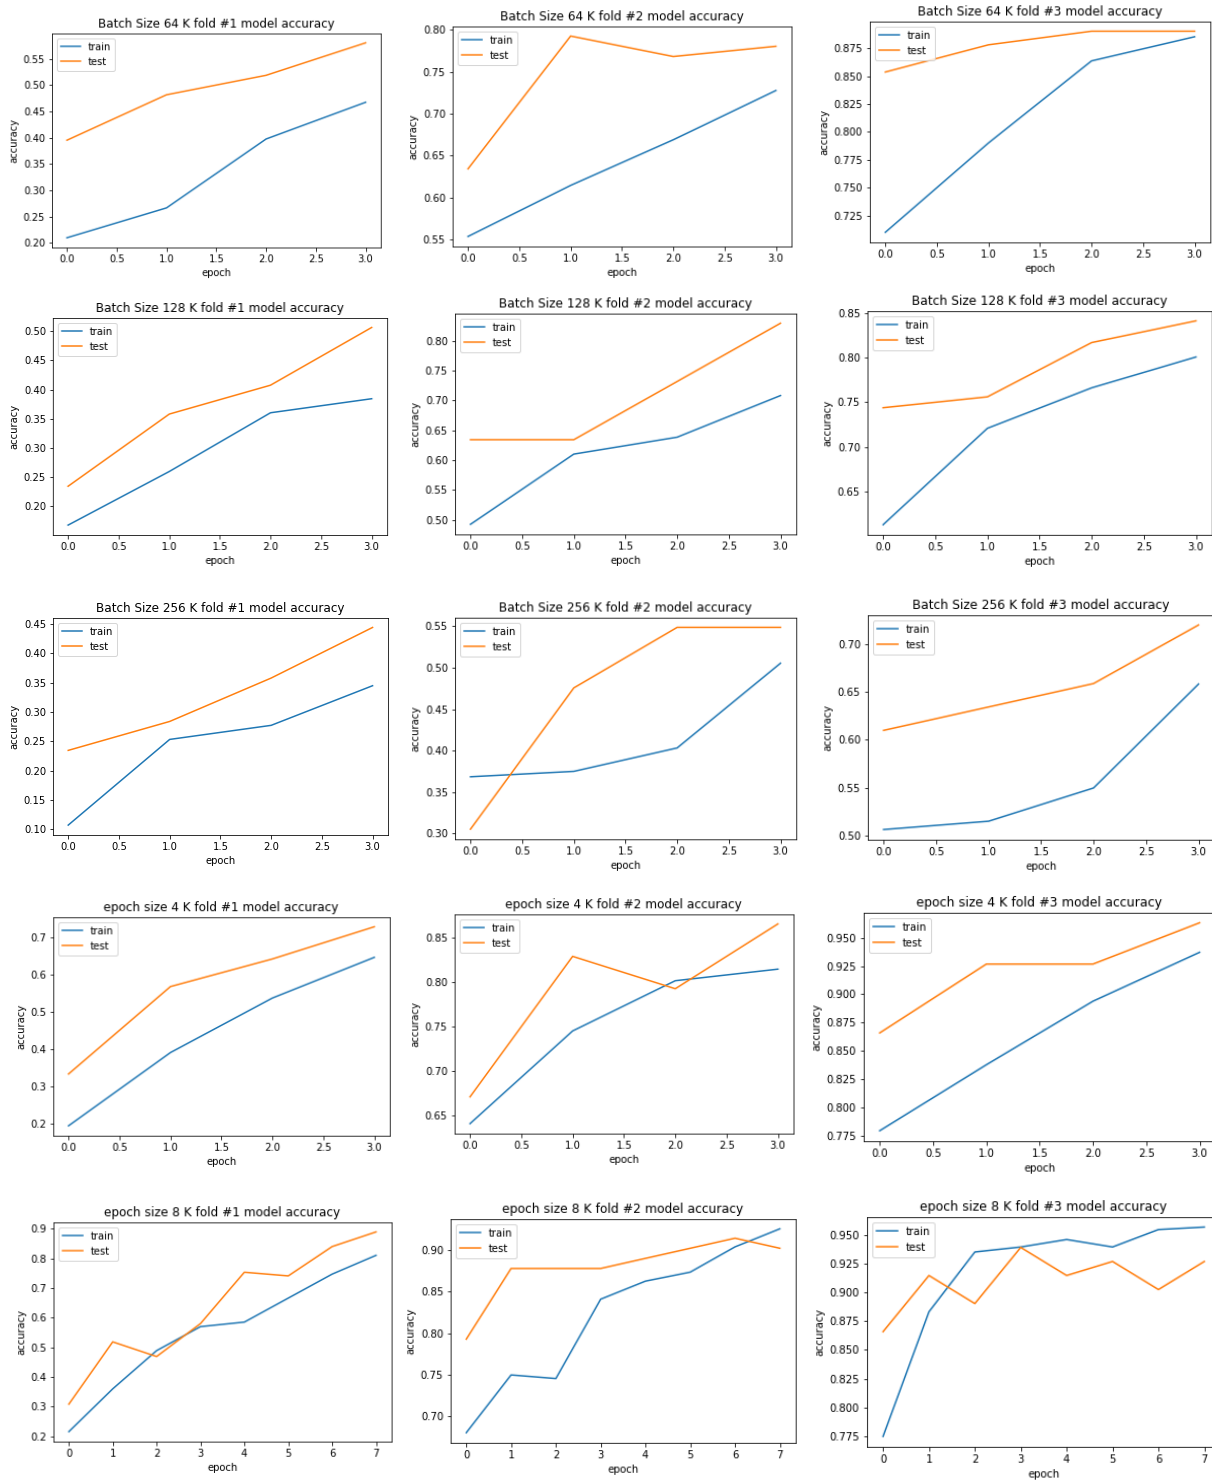 Batch Size 64 K fold #1 model accuracy
train
test
0.55
0.50
0.45
0.40
0.35
0.30
0.25
0.20
accuracy
0.0 0.5 1.0 1.5 2.0 2.5 3.0
epoch
Batch Size 64 K fold #2 model accuracy
train
test
0.80
0.75
0.70
0.65
0.60
0.55
accuracy
0.0 0.5 1.0 1.5 2.0 2.5 3.0
epoch
Batch Size 64 K fold #3 model accuracy
train
test
0.875
0.850
0.825
0.800
0.775
0.750
0.725
accuracy
0.0 0.5 1.0 1.5 2.0 2.5 3.0
epoch
Batch Size 128 K fold #1 model accuracy
train
test
0.50
0.45
0.40
0.35
0.30
0.25
0.20
accuracy
0.0 0.5 1.0 1.5 2.0 2.5 3.0
epoch
Batch Size 128 K fold #2 model accuracy
train
test
0.80
0.75
0.70
0.65
0.60
0.55
0.50
accuracy
0.0 0.5 1.0 1.5 2.0 2.5 3.0
epoch
Batch Size 128 K fold #3 model accuracy
train
test
0.85
0.80
0.75
0.70
0.65
accuracy
0.0 0.5 1.0 1.5 2.0 2.5 3.0
epoch
Batch Size 256 K fold #1 model accuracy
train
test
0.45
0.40
0.35
0.30
0.25
0.20
0.15
0.10
accuracy
0.0 0.5 1.0 1.5 2.0 2.5 3.0
epoch
Batch Size 256 K fold #2 model accuracy
train
test
0.55
0.50
0.45
0.40
0.35
0.30
accuracy
0.0 0.5 1.0 1.5 2.0 2.5 3.0
epoch
Batch Size 256 K fold #3 model accuracy
train
test
0.70
0.65
0.60
0.55
0.50
accuracy
0.0 0.5 1.0 1.5 2.0 2.5 3.0
epoch
epoch size 4 K fold #1 model accuracy
train
test
0.7
0.6
0.5
0.4
0.3
0.2
accuracy
0.0 0.5 1.0 1.5 2.0 2.5 3.0
epoch
epoch size 4 K fold #2 model accuracy
train
test
0.85
0.80
0.75
0.70
0.65
accuracy
0.0 0.5 1.0 1.5 2.0 2.5 3.0
epoch
epoch size 4 K fold #3 model accuracy
train
test
0.950
0.925
0.900
0.875
0.850
0.825
0.800
0.775
accuracy
0.0 0.5 1.0 1.5 2.0 2.5 3.0
epoch
epoch size 8 K fold #1 model accuracy
train
test
0.9
0.8
0.7
0.6
0.5
0.4
0.3
0.2
accuracy
0 1 2 3 4 5 6 7
epoch
epoch size 8 K fold #2 model accuracy
train
test
0.90
0.85
0.80
0.75
0.70
accuracy
0 1 2 3 4 5 6 7
epoch
epoch size 8 K fold #3 model accuracy
train
test
0.950
0.925
0.900
0.875
0.850
0.825
0.800
0.775
accuracy
0 1 2 3 4 5 6 7
epoch